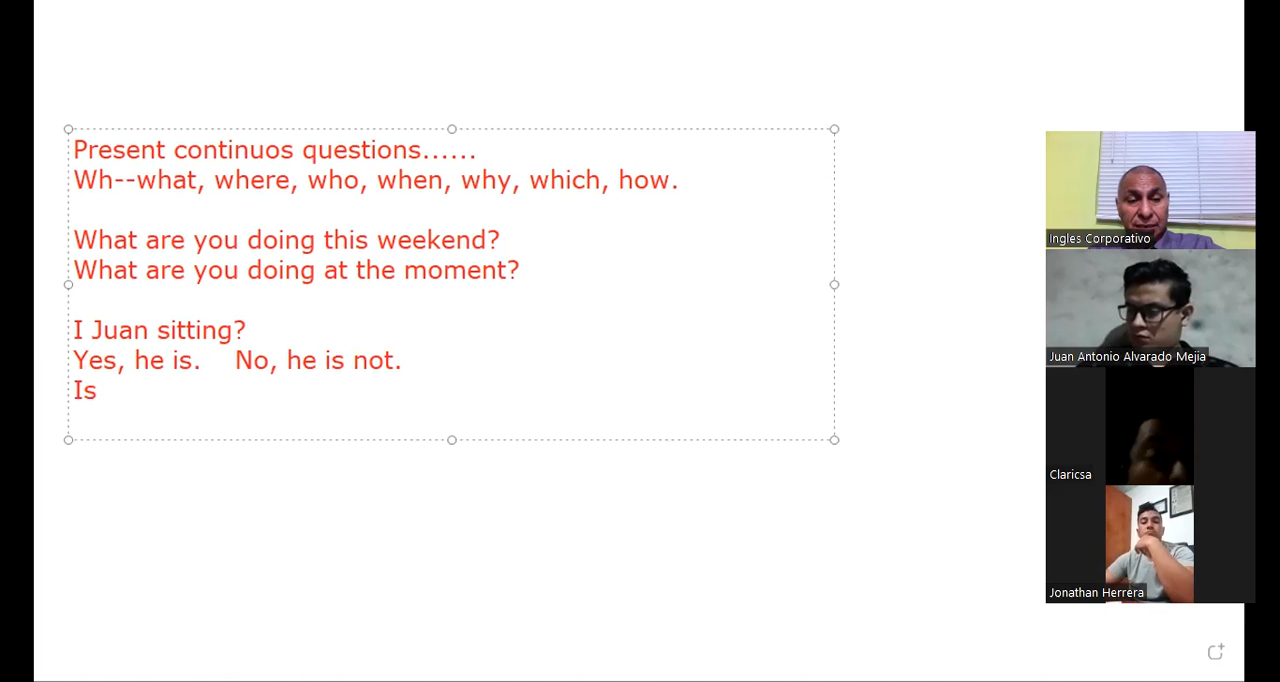 Present continuos questions......
Wh--what, where, who, when, why, which, how.
What are you doing this weekend?
What are you doing at the moment?
I Juan sitting?
Yes, he is. No, he is not.
Is
Ingles Corporativo
Juan Antonio Alvarado Mejia
Claricsa
Jonathan Herrera